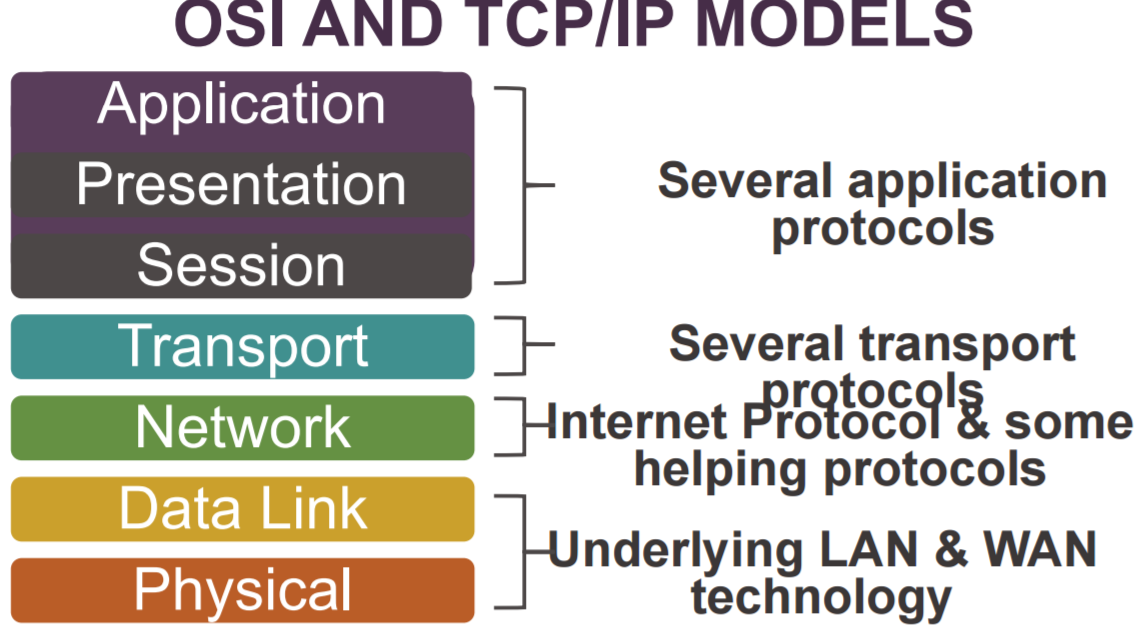 OSI AND TCP/IP MODELS
Application
Presentation
Session
Several application
protocols
Transport
Several transport
protocols
Network
Internet Protocol & some
helping protocols
Data Link
Physical
Underlying LAN & WAN
technology